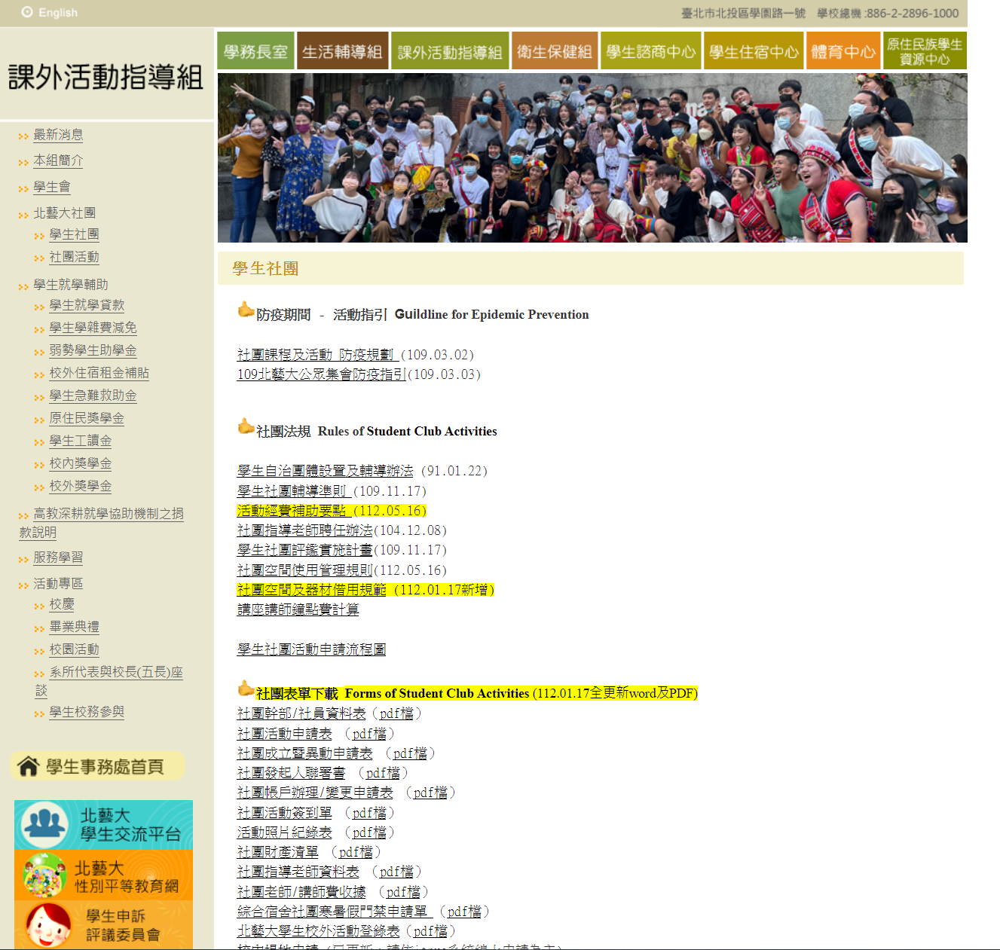 English
臺北市北投區學園路一號　學校總機:886-2-2896-1000
課外活動指導組
學務長室 生活輔導組 課外活動指導組 衛生保健組 學生諮商中心 學生住宿中心 體育中心 原住民族學生
資源中心
最新消息
本組簡介
學生會
北藝大社團
學生社團
社團活動
學生就學輔助
學生就學貸款
學生學雜費減免
弱勢學生助學金
校外住宿租金補貼
學生急難救助金
原住民獎學金
學生工讀金
校內獎學金
校外獎學金
高教深耕就學協助機制之捐
款說明
服務學習
活動專區
校慶
畢業典禮
校園活動
系所代表與校長(五長)座
談
學生校務參與
學生事務處首頁
北藝大
學生交流平台
北藝大
性別平等教育網
學生申訴
評議委員會
學生社團
防疫期間 - 活動指引 Guildline for Epidemic Prevention
社團課程及活動 防疫規劃 (109.03.02)
109北藝大公眾集會防疫指引(109.03.03)
社團法規 Rules of Student Club Activities
學生自治團體設置及輔導辦法 (91.01.22)
學生社團輔導準則 (109.11.17)
活動經費補助要點 (112.05.16)
社團指導老師聘任辦法(104.12.08)
學生社團評鑑實施計畫(109.11.17)
社團空間使用管理規則(112.05.16)
社團空間及器材借用規範 (112.01.17新增)
講座講師鐘點費計算
學生社團活動申請流程圖
社團表單下載 Forms of Student Club Activities (112.01.17全更新word及PDF)
社團幹部/社員資料表（pdf檔）
社團活動申請表 （pdf檔）
社團成立暨異動申請表 （pdf檔）
社團發起人聯署書 （pdf檔）
社團帳戶辦理/變更申請表 （pdf檔）
社團活動簽到單 （pdf檔）
活動照片紀錄表 （pdf檔）
社團財產清單 （pdf檔）
社團指導老師資料表 （pdf檔）
社團老師/講師費收據 （pdf檔）
綜合宿舍社團寒暑假門禁申請單 （pdf檔）
北藝大學生校外活動登錄表（pdf檔）